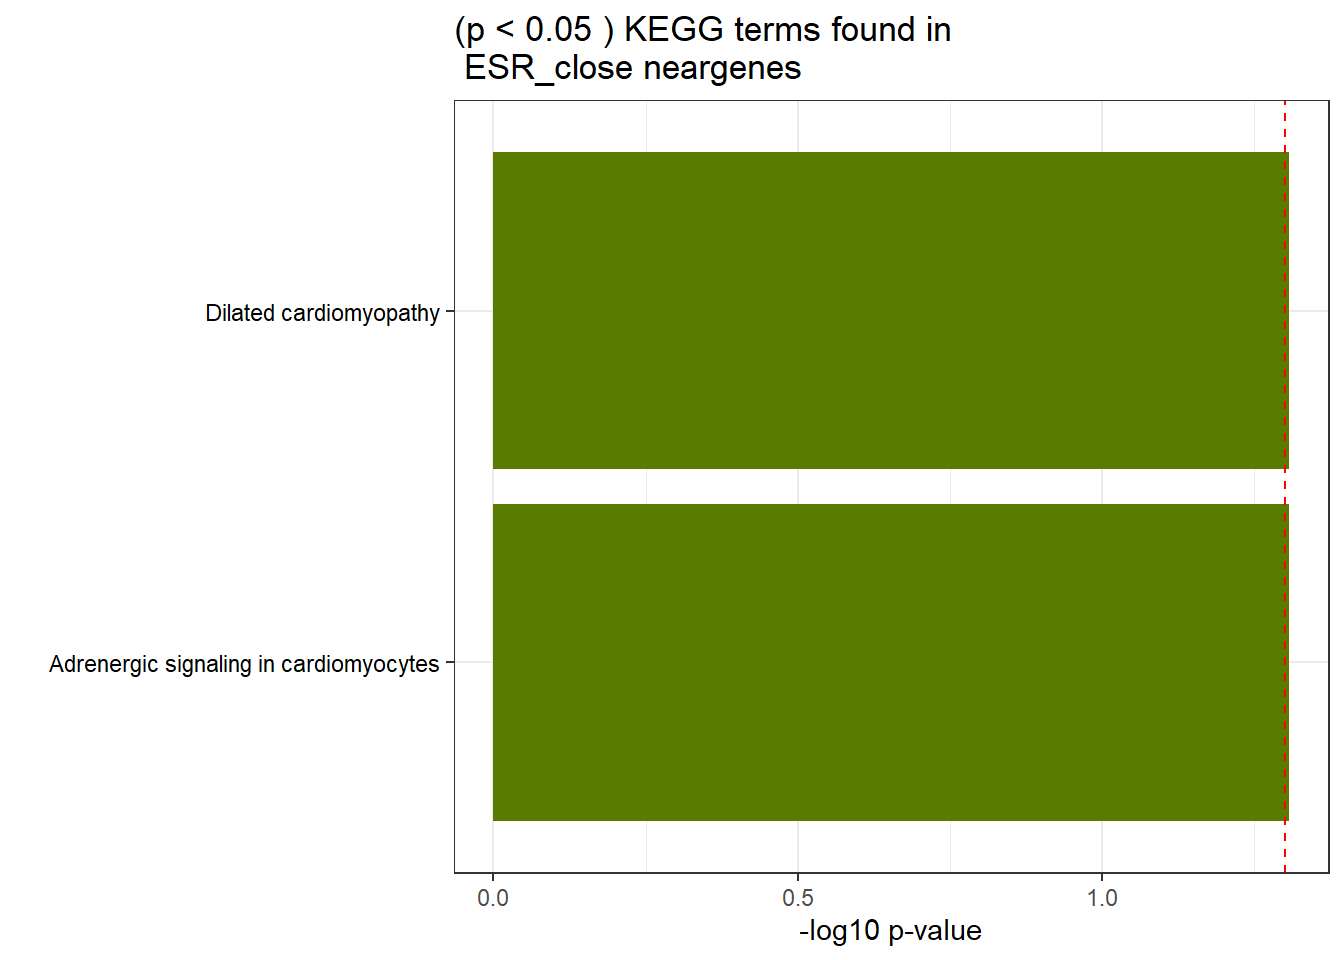 (p < 0.05 ) KEGG terms found in
ESR_close neargenes
Dilated cardiomyopathy
Adrenergic signaling in cardiomyocytes
0.0 0.5 1.0
-log10 p-value